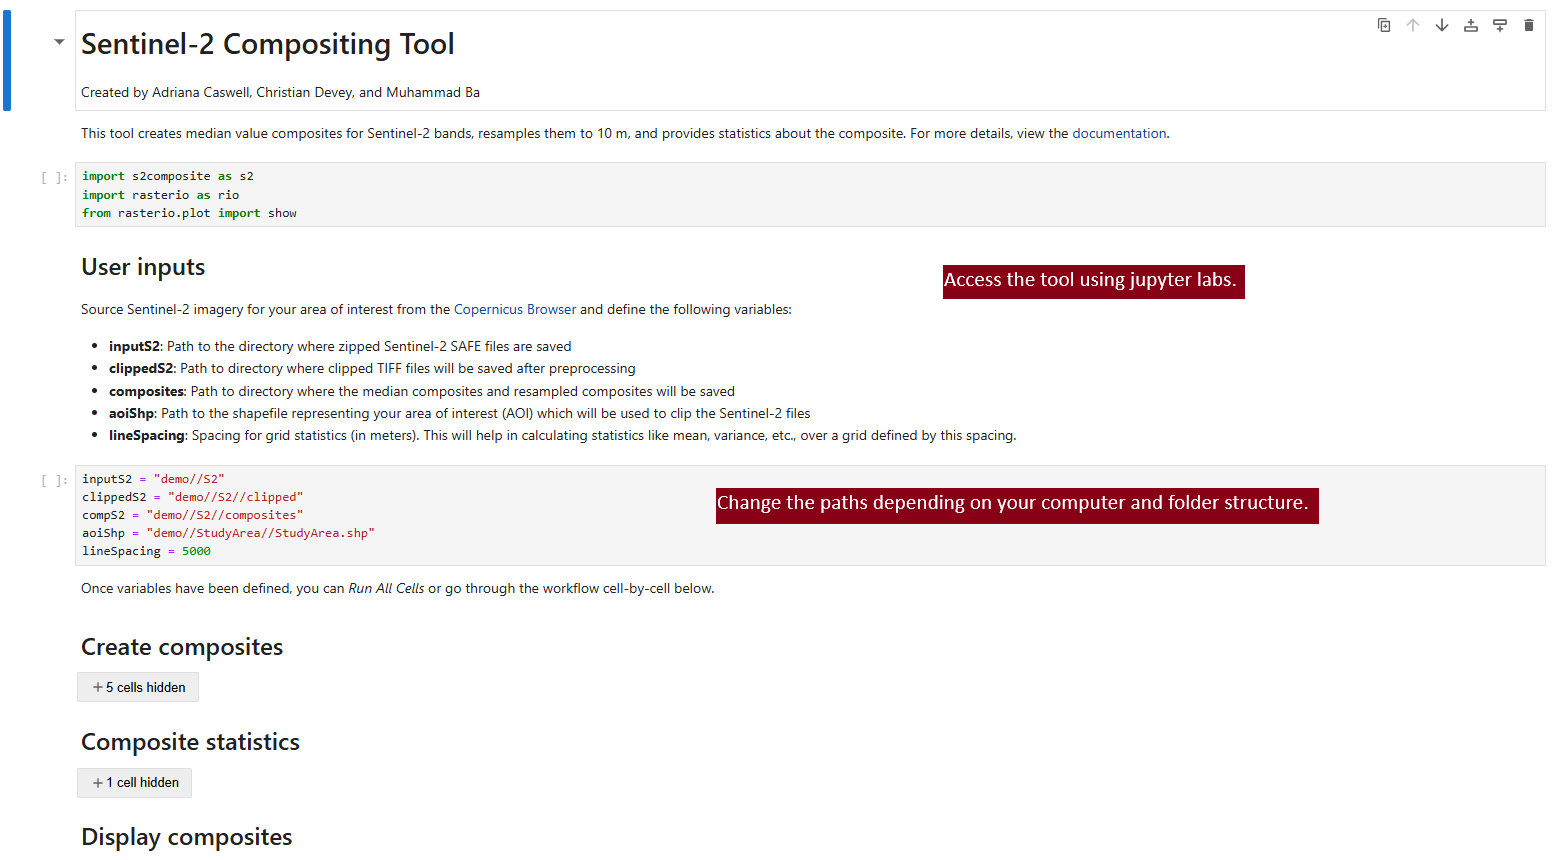 Sentinel-2 Compositing Tool
Created by Adriana Caswell, Christian Devey, and Muhammad Ba
This tool creates median value composites for Sentinel-2 bands, resamples them to 10 m, and provides statistics about the composite. For more details, view the documentation.
[ ]:
import s2composite as s2
import rasterio as rio
from rasterio.plot import show
User inputs
Access the tool using jupyter labs.
Source Sentinel-2 imagery for your area of interest from the Copernicus Browser and define the following variables:
• inputS2: Path to the directory where zipped Sentinel-2 SAFE files are saved
• clippedS2: Path to directory where clipped TIFF files will be saved after preprocessing
• composites: Path to directory where the median composites and resampled composites will be saved
• aoiShp: Path to the shapefile representing your area of interest (AOI) which will be used to clip the Sentinel-2 files
• lineSpacing: Spacing for grid statistics (in meters). This will help in calculating statistics like mean, variance, etc., over a grid defined by this spacing.
[ ]:
inputS2 = "demo//S2"
clippedS2 = "demo//S2//clipped"
compS2 = "demo//S2//composites"
aoiShp = "demo//StudyArea//StudyArea.shp"
lineSpacing = 5000
Change the paths depending on your computer and folder structure.
Once variables have been defined, you can Run All Cells or go through the workflow cell-by-cell below.
Create composites
+ 5 cells hidden
Composite statistics
+ 1 cell hidden
Display composites